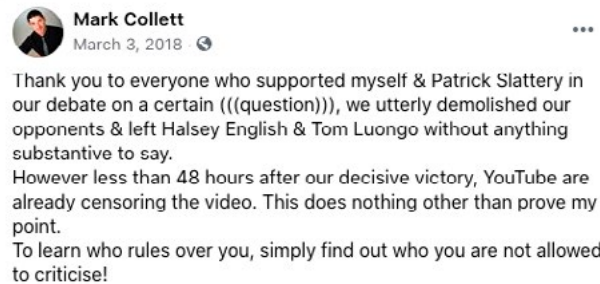 Mark Collett
March 3, 2018
Thank you to everyone who supported myself & Patrick Slattery in
our debate on a certain (((question))), we utterly demolished our
opponents & left Halsey English & Tom Luongo without anything
substantive to say.
However less than 48 hours after our decisive victory, YouTube are
already censoring the video. This does nothing other than prove my
point.
To learn who rules over you, simply find out who you are not allowed
to criticise!